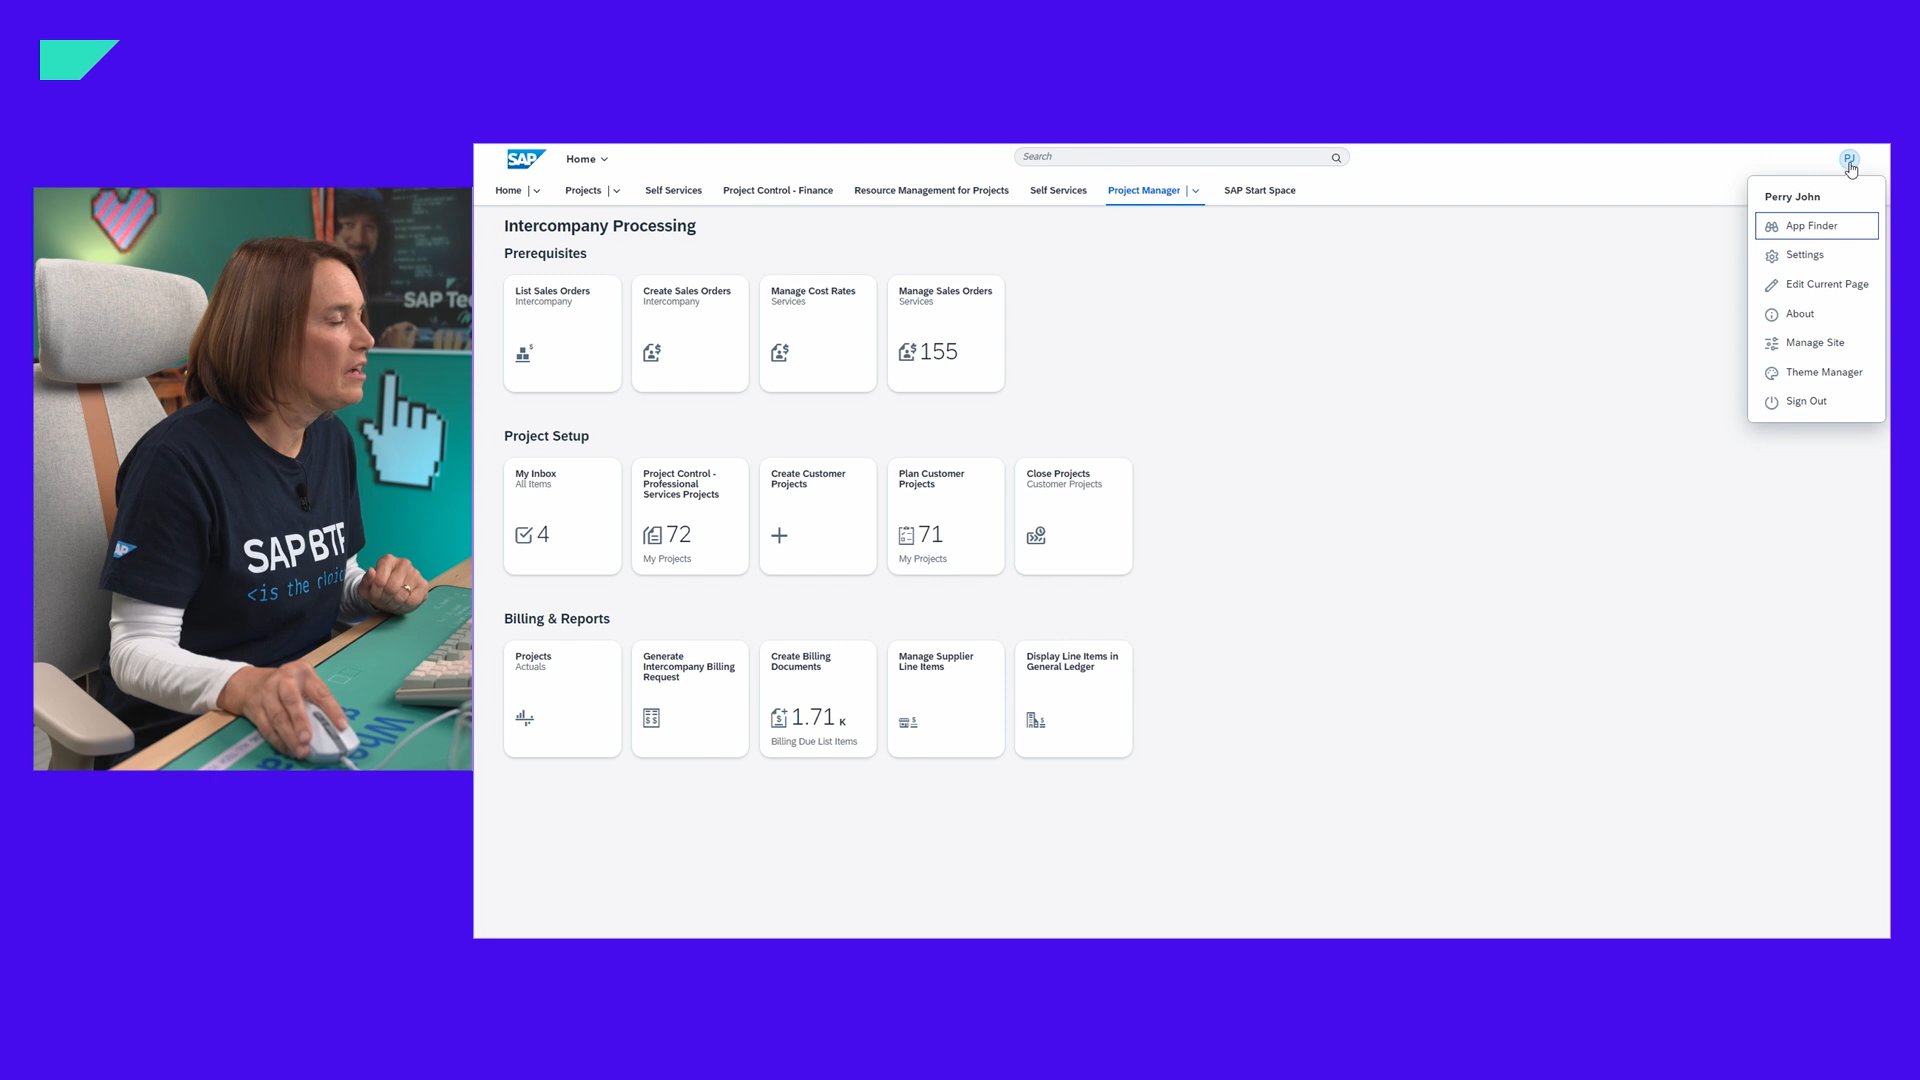 SAP
Home
Search
PJ
Home
Projects
Self Services
Project Control - Finance
Resource Management for Projects
Self Services
Project Manager
SAP Start Space
Perry John
App Finder
Settings
Edit Current Page
About
Manage Site
Theme Manager
Sign Out
Intercompany Processing
Prerequisites
List Sales Orders
Intercompany
Create Sales Orders
Intercompany
Manage Cost Rates
Services
Manage Sales Orders
Services
155
Project Setup
My Inbox
All Items
4
Project Control -
Professional
Services Projects
72
My Projects
Create Customer
Projects
Plan Customer
Projects
71
My Projects
Close Projects
Customer Projects
Billing & Reports
Projects
Actuals
Generate
Intercompany Billing
Request
Create Billing
Documents
1.71 K
Billing Due List Items
Manage Supplier
Line Items
Display Line Items in
General Ledger
SAP
SAP BTP
<is the